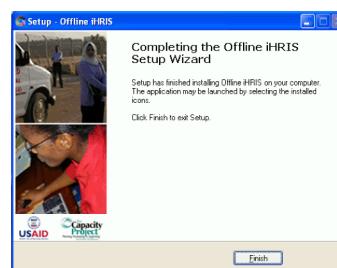 Setup - Offline iHRIS
Completing the Offline iHRIS
Setup Wizard
Setup has finished installing Offline iHRIS on your computer.
The application may be launched by selecting the installed
icons.
Click Finish to exit Setup.
USAID
Capacity
Project
Finish